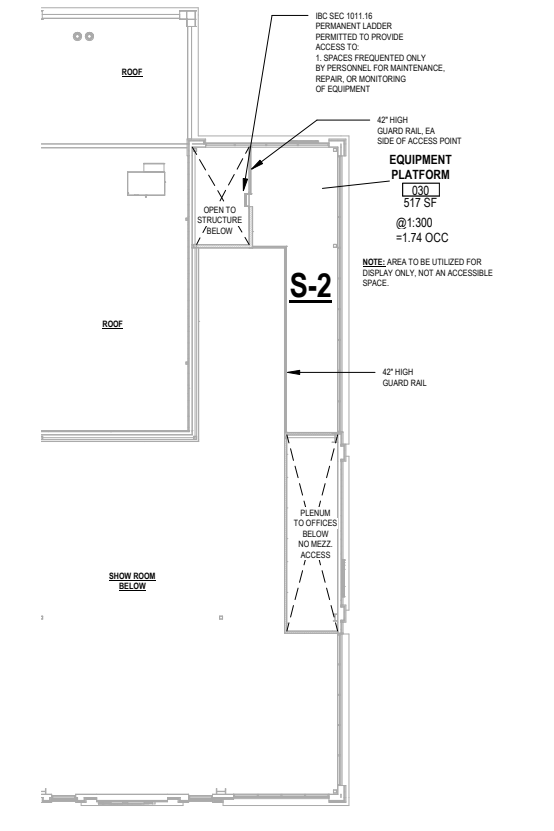 IBC SEC 1011.16
PERMANENT LADDER
PERMITTED TO PROVIDE
ACCESS TO:
1. SPACES FREQUENTED ONLY
BY PERSONNEL FOR MAINTENANCE,
REPAIR, OR MONITORING
OF EQUIPMENT
ROOF
42" HIGH
GUARD RAIL, EA
SIDE OF ACCESS POINT
EQUIPMENT
PLATFORM
030
517 SF
@1:300
=1.74 OCC
NOTE: AREA TO BE UTILIZED FOR
DISPLAY ONLY, NOT AN ACCESSIBLE
SPACE.
OPEN TO
STRUCTURE
BELOW
S-2
ROOF
42" HIGH
GUARD RAIL
PLENUM
TO OFFICES
BELOW
NO MEZZ.
ACCESS
SHOW ROOM
BELOW